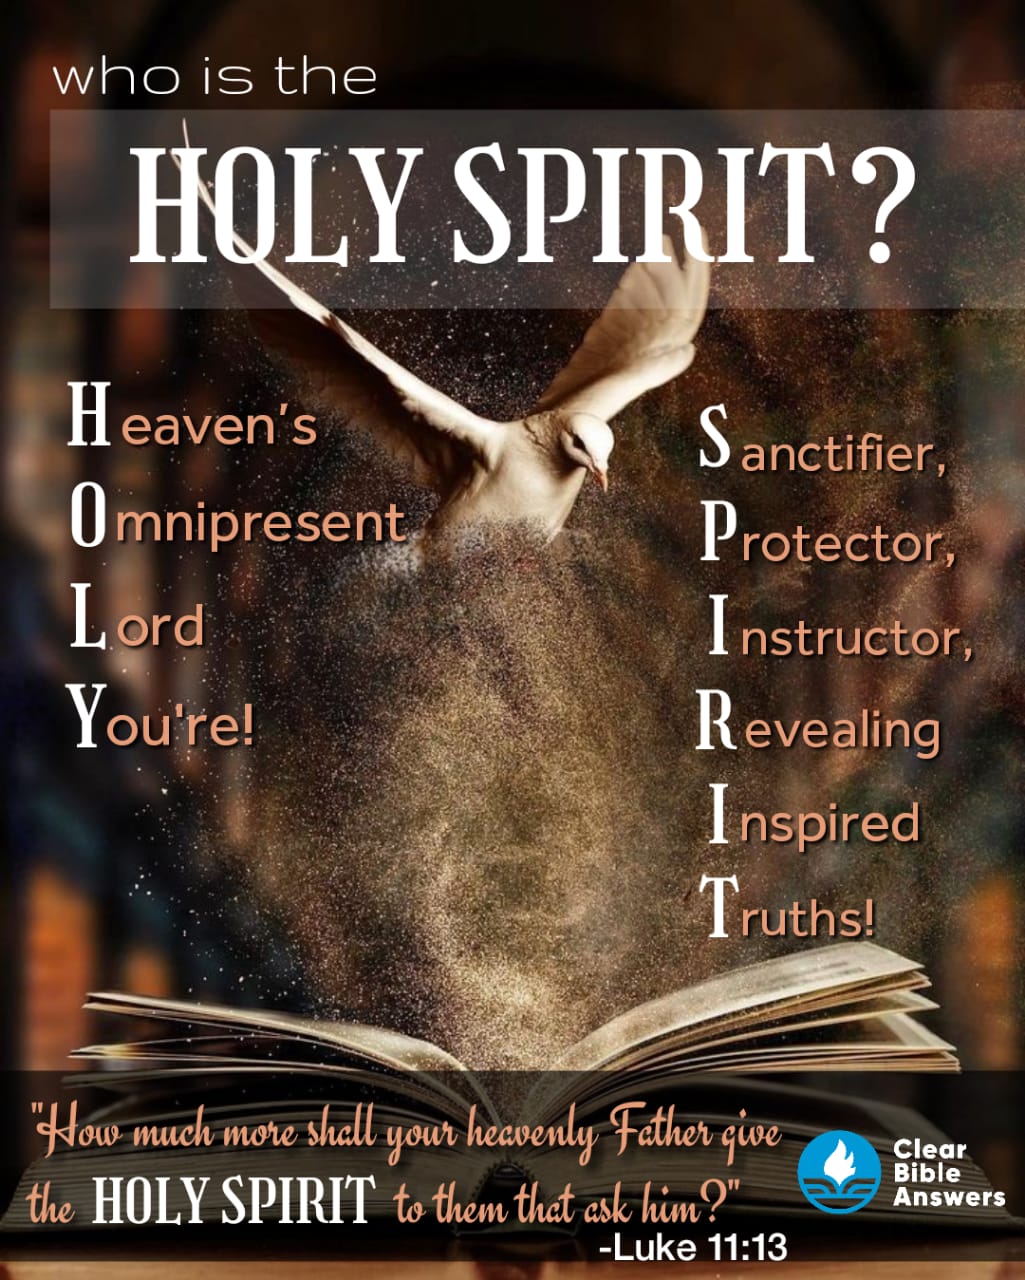 who is the
HOLY SPIRIT?
Heaven's
Omnipresent
Lord
You're!
Sanctifier,
Protector,
Instructor,
Revealing
Inspired
Truths!
"How much more shall your heavenly Father give
the HOLY SPIRIT to them that ask him?"
-Luke 11:13
Clear
Bible
Answers